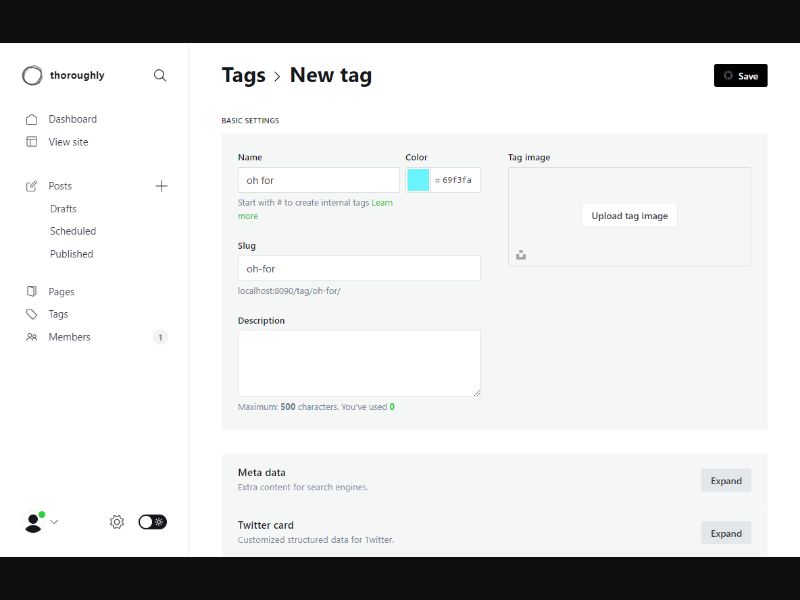 thoroughly
Tags > New tag
Save
Dashboard
View site
BASIC SETTINGS
Name
Color
Tag image
oh for
# 69f3fa
Start with # to create internal tags Learn
more
Upload tag image
Posts
Drafts
Scheduled
Published
Slug
oh-for
localhost:8090/tag/oh-for/
Pages
Tags
Members
1
Description
Maximum: 500 characters. You've used 0
Meta data
Extra content for search engines.
Expand
Twitter card
Customized structured data for Twitter.
Expand